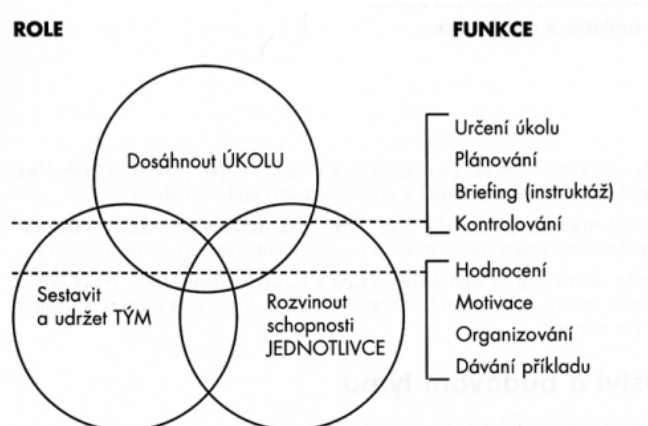 ROLE
FUNKCE
Dosáhnout ÚKOLU
Určení úkolu
Plánování
Briefing (instruktáž)
Kontrolování
Sestavit
a udržet TÝM
Rozvinout
schopnosti
JEDNOTLIVCE
Hodnocení
Motivace
Organizování
Dávání příkladu